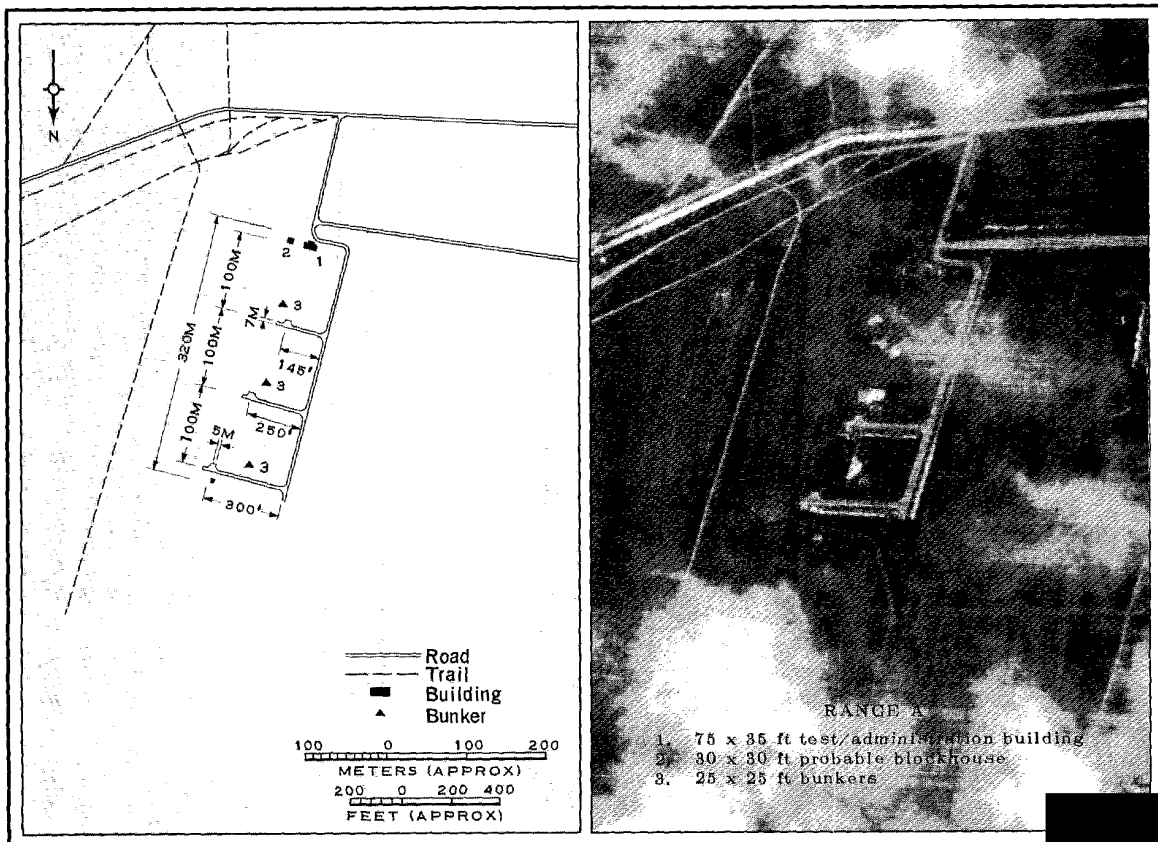 N
2
1
100M
3
7M
320M
100M
145'
3
250'
100M
5M
3
300'
Road
Trail
Building
Bunker
100 0 100 200
METERS (APPROX)
200 0 200 400
FEET (APPROX)
RANGE A
1. 75 x 35 ft test/administration building
2. 30 x 30 ft probable blockhouse
3. 25 x 25 ft bunkers